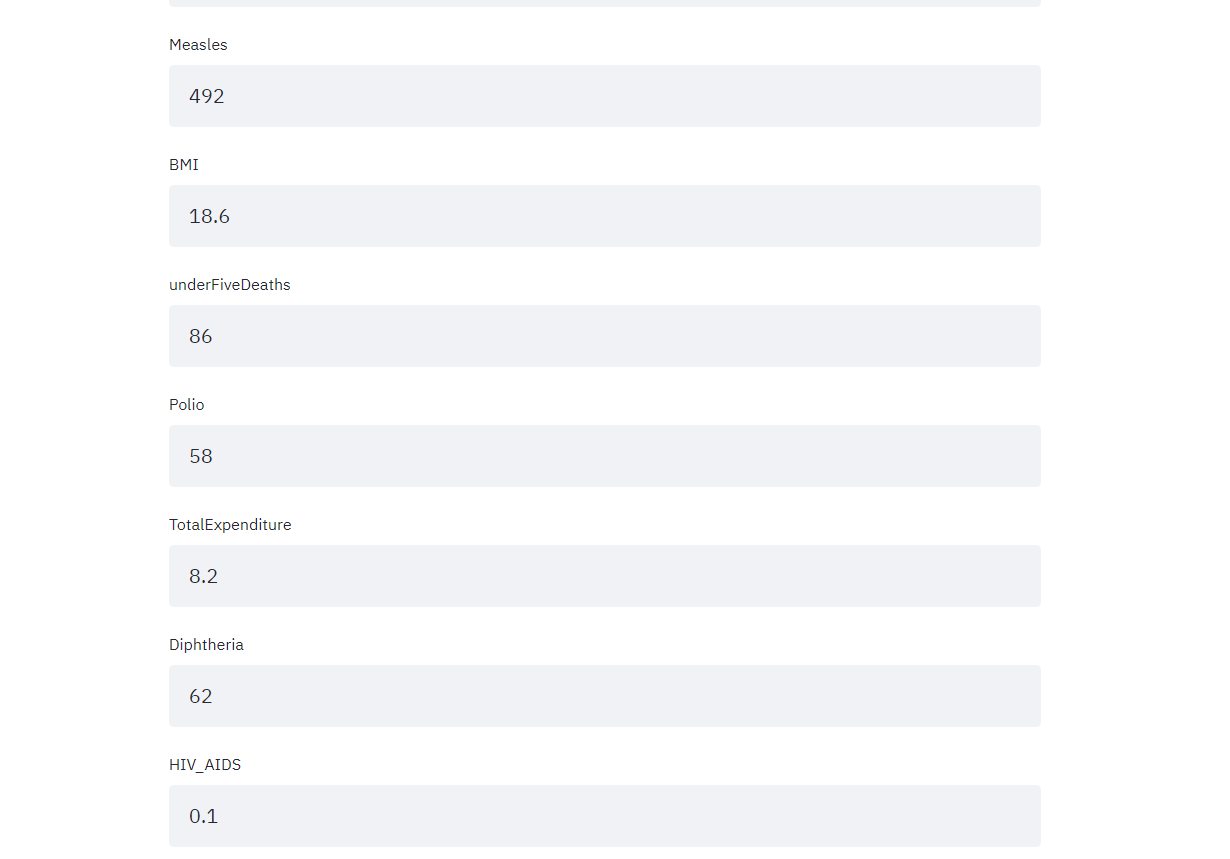 Measles
492
BMI
18.6
underFiveDeaths
86
Polio
58
TotalExpenditure
8.2
Diphtheria
62
HIV_AIDS
0.1